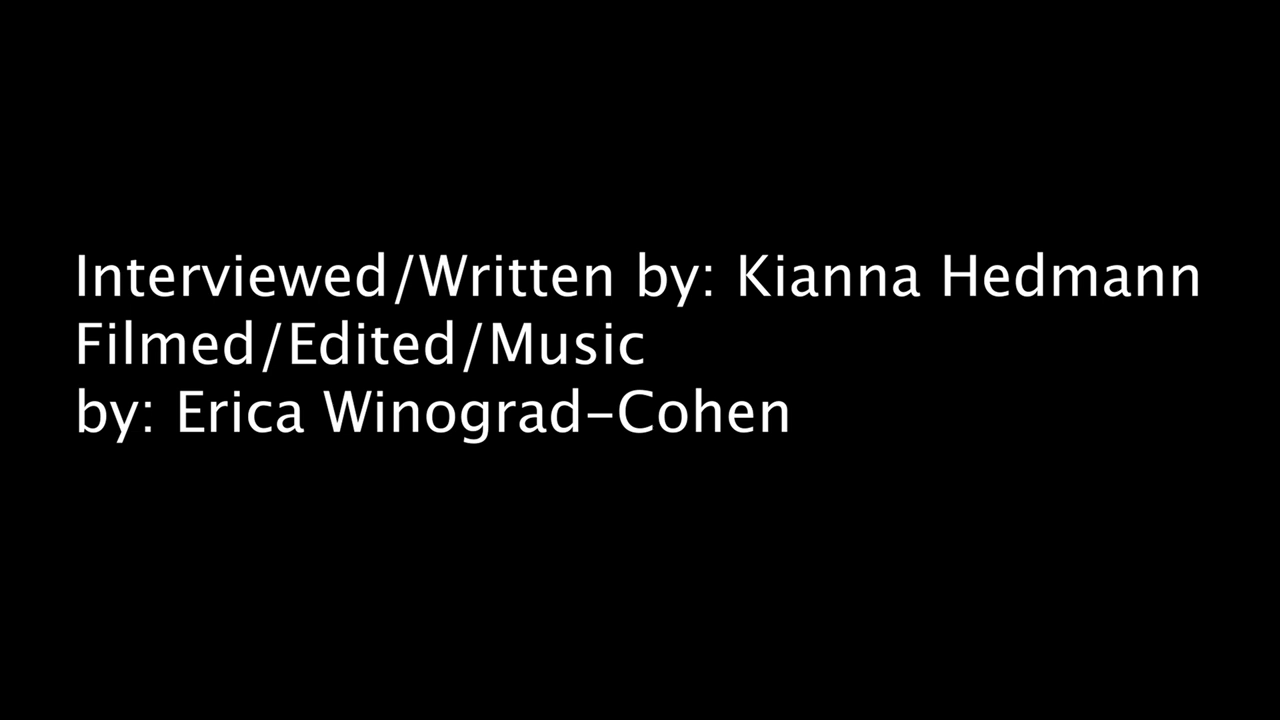 Interviewed/Written by: Kianna Hedmann
Filmed/Edited/Music
by: Erica Winograd-Cohen